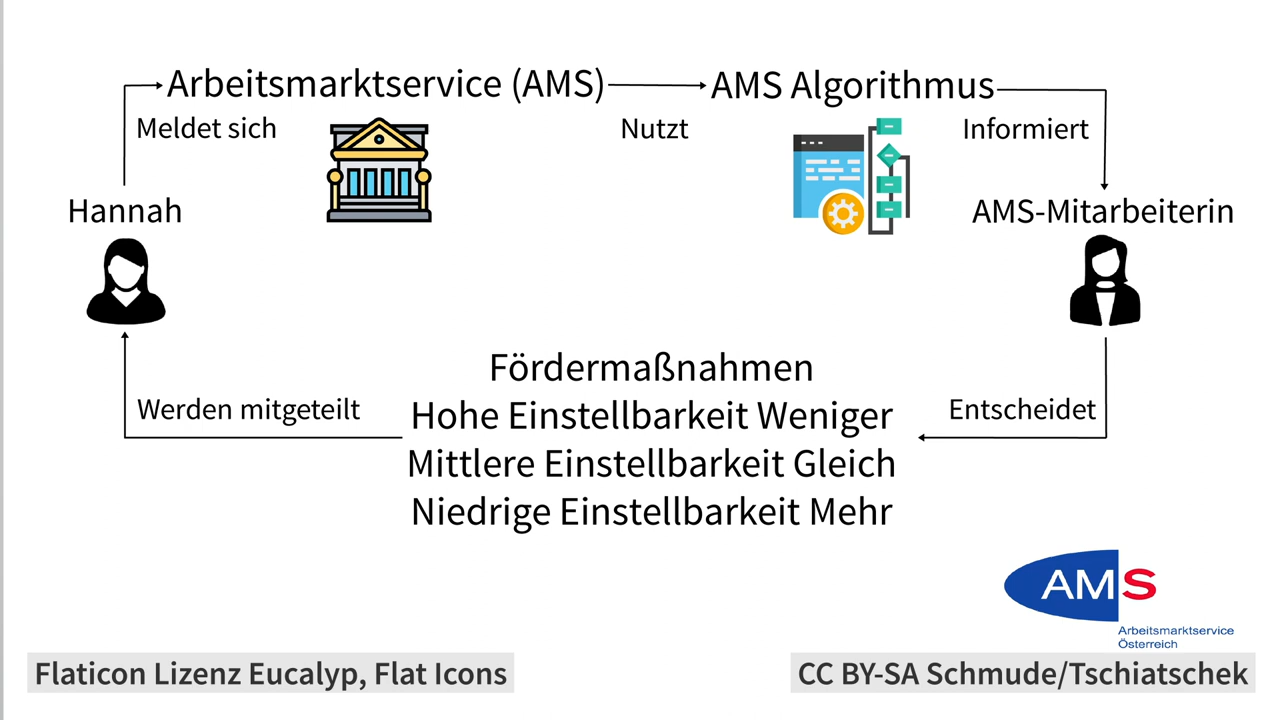 Arbeitsmarktservice (AMS)
AMS Algorithmus
Meldet sich
Nutzt
Informiert
Hannah
AMS-Mitarbeiterin
Fördermaßnahmen
Werden mitgeteilt
Hohe Einstellbarkeit Weniger
Entscheidet
Mittlere Einstellbarkeit Gleich
Niedrige Einstellbarkeit Mehr
AMS
Arbeitsmarktservice
Österreich
Flaticon Lizenz Eucalyp, Flat Icons
CC BY-SA Schmude/Tschiatschek